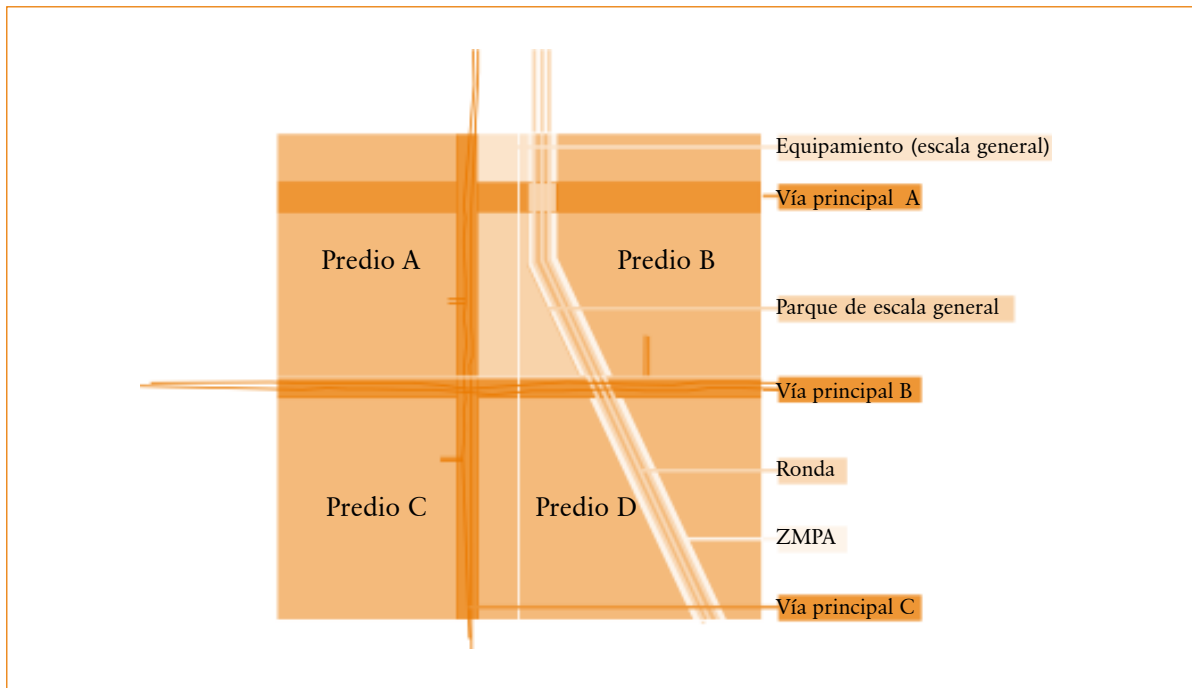 Equipamiento (escala general)
Vía principal A
Predio A
Predio B
Parque de escala general
Vía principal B
Ronda
Predio C
Predio D
ZMPA
Vía principal C